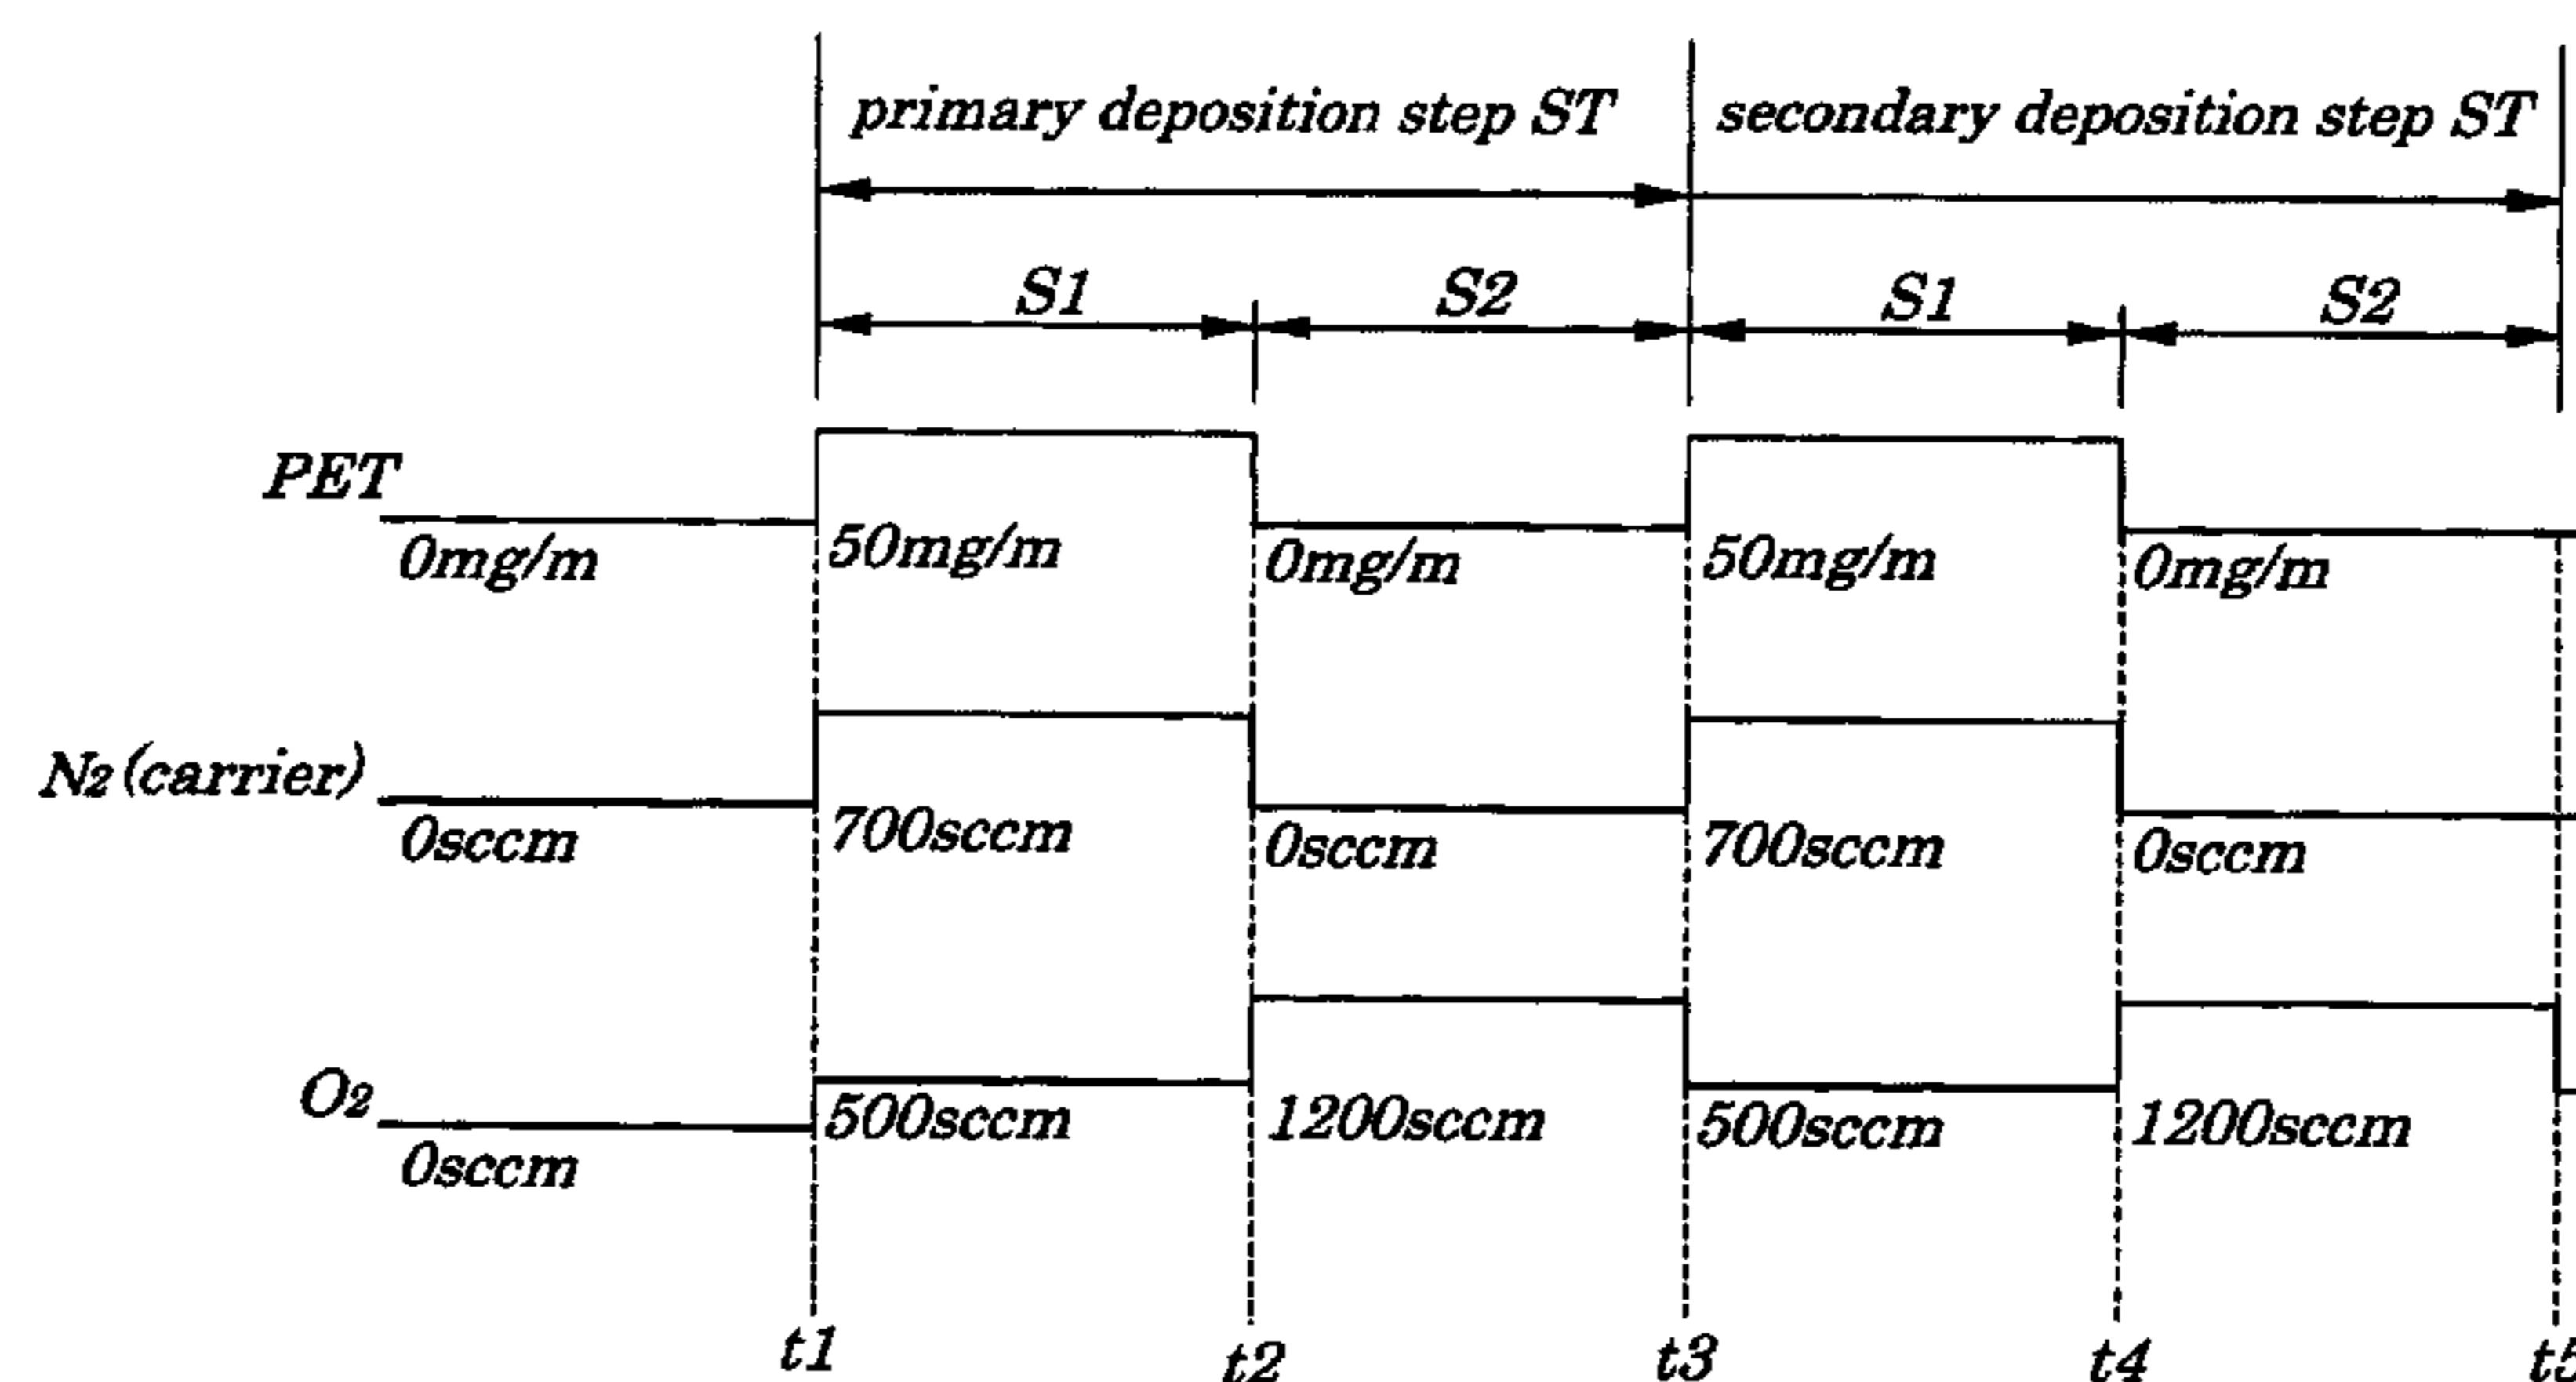 primary deposition step ST secondary deposition step ST
S1 S2 S1 S2
PET
0mg/m 50mg/m 0mg/m 50mg/m 0mg/m
N2 (carrier)
0sccm 700sccm 0sccm 700sccm 0sccm
O2
0sccm 500sccm 1200sccm 500sccm 1200sccm
t1 t2 t3 t4 t5